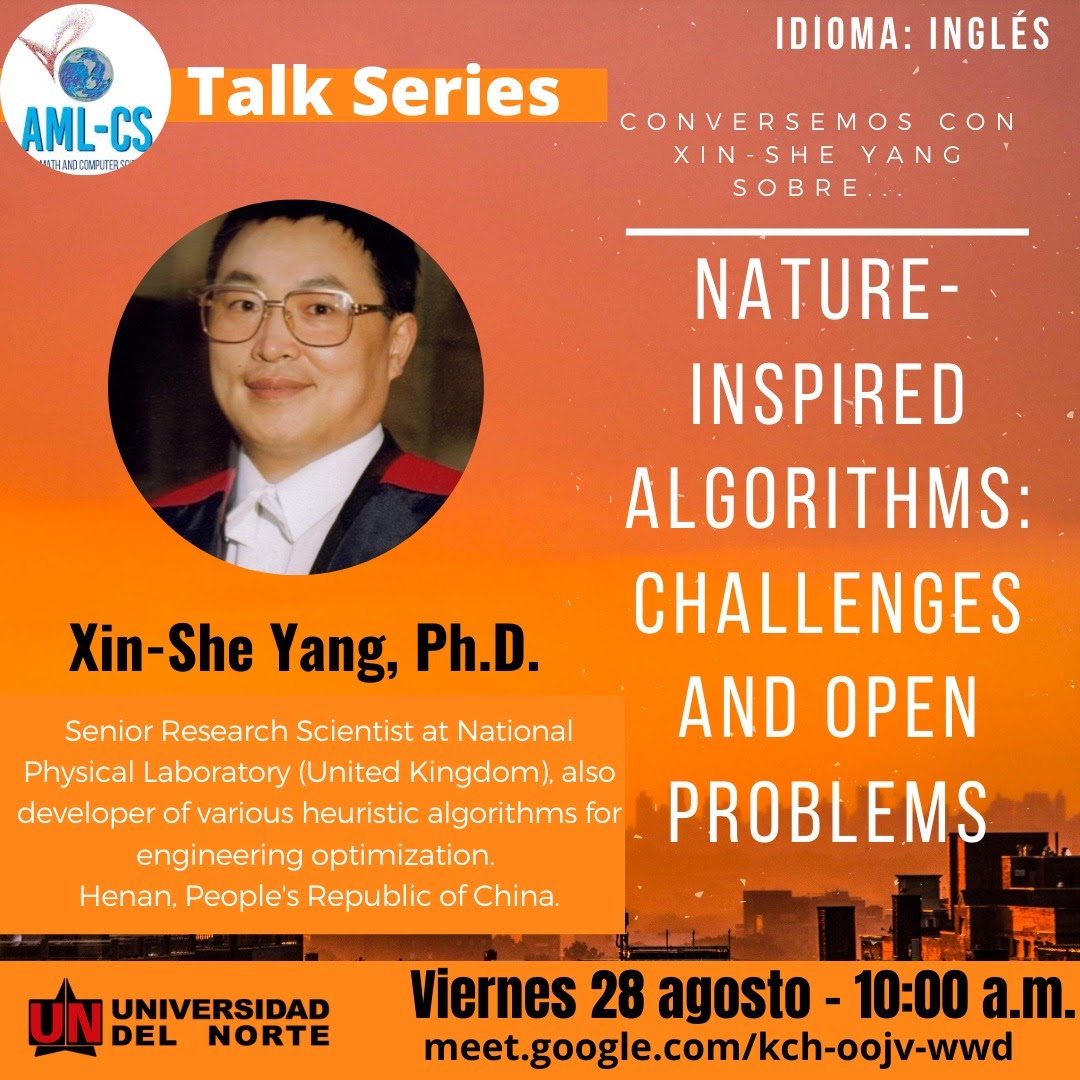 IDIOMA: INGLÉS
AML-CS
MATH AND COMPUTER
Talk Series
CONVERSEMOS CON
XIN-SHE YANG
SOBRE...
NATURE-
INSPIRED
ALGORITHMS:
CHALLENGES
AND OPEN
PROBLEMS
Xin-She Yang, Ph.D.
Senior Research Scientist at National
Physical Laboratory (United Kingdom), also
developer of various heuristic algorithms for
engineering optimization.
Henan, People's Republic of China.
UN UNIVERSIDAD
DEL NORTE
Viernes 28 agosto - 10:00 a.m.
meet.google.com/kch-oojv-wwd